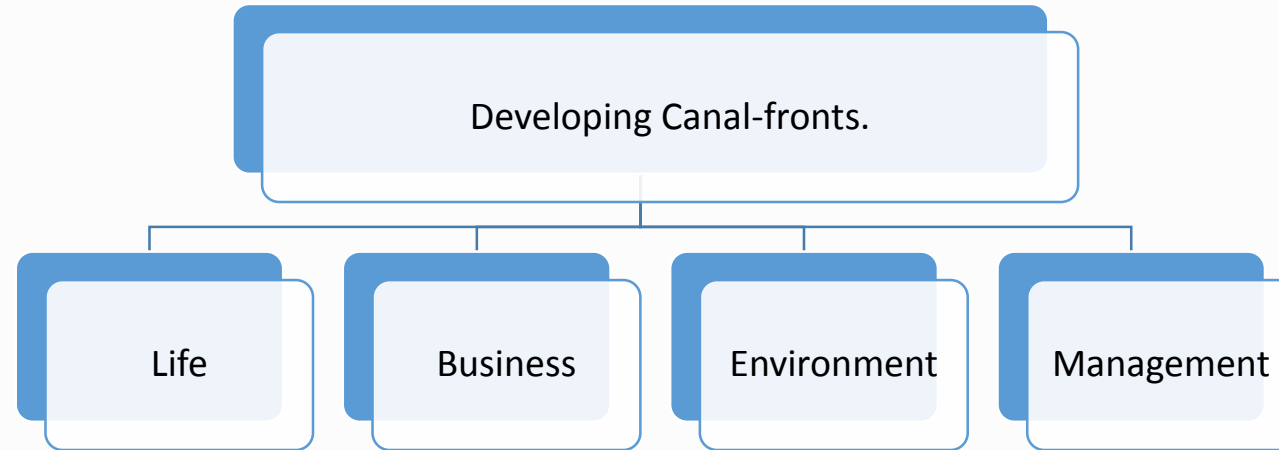 Developing Canal-fronts.
Life
Business
Environment
Management